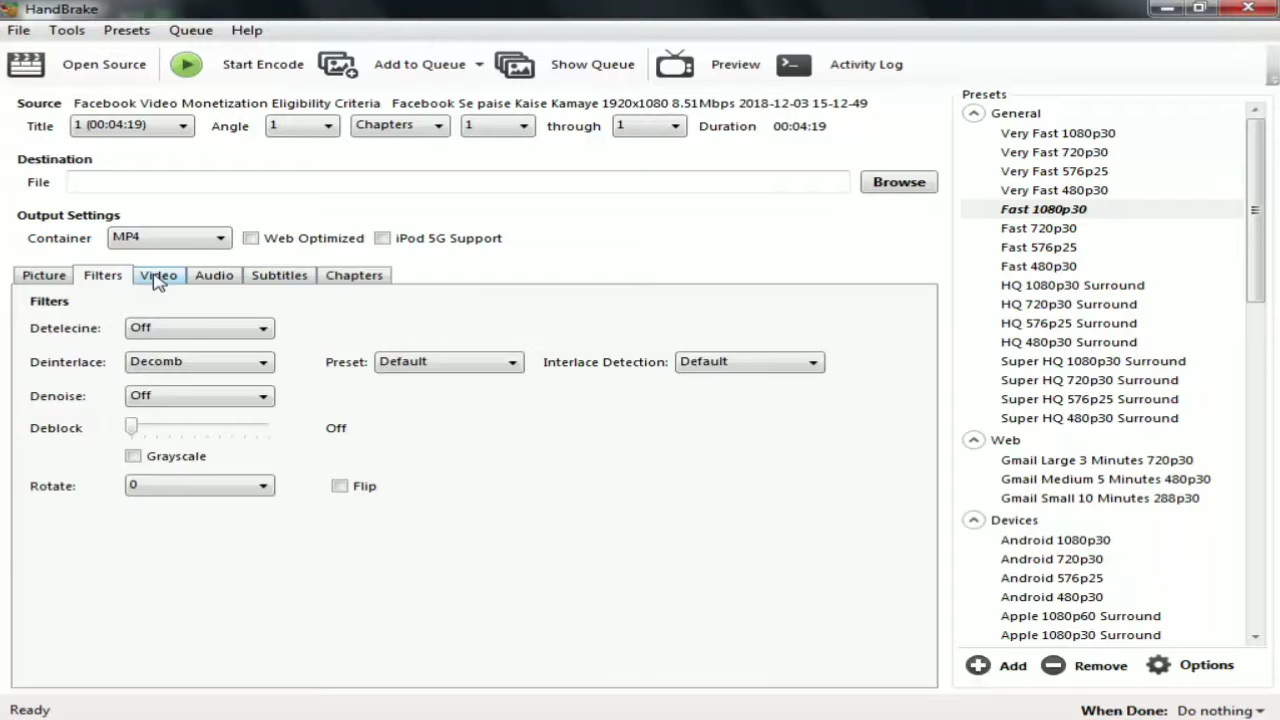 HandBrake
File Tools Presets Queue Help
Open Source Start Encode Add to Queue Show Queue Preview Activity Log
Source Facebook Video Monetization Eligibility Criteria Facebook Se paise Kaise Kamaye 1920x1080 8.51Mbps 2018-12-03 15-12-49
Title 1 (00:04:19) Angle 1 Chapters 1 through 1 Duration 00:04:19
Destination
File Browse
Output Settings
Container MP4 Web Optimized iPod 5G Support
Picture Filters Video Audio Subtitles Chapters
Filters
Detelecine: Off
Deinterlace: Decomb Preset: Default Interlace Detection: Default
Denoise: Off
Deblock Off
Grayscale
Rotate: 0 Flip
Presets
General
Very Fast 1080p30
Very Fast 720p30
Very Fast 576p25
Very Fast 480p30
Fast 1080p30
Fast 720p30
Fast 576p25
Fast 480p30
HQ 1080p30 Surround
HQ 720p30 Surround
HQ 576p25 Surround
HQ 480p30 Surround
Super HQ 1080p30 Surround
Super HQ 720p30 Surround
Super HQ 576p25 Surround
Super HQ 480p30 Surround
Web
Gmail Large 3 Minutes 720p30
Gmail Medium 5 Minutes 480p30
Gmail Small 10 Minutes 288p30
Devices
Android 1080p30
Android 720p30
Android 576p25
Android 480p30
Apple 1080p60 Surround
Apple 1080p30 Surround
Add Remove Options
Ready When Done: Do nothing